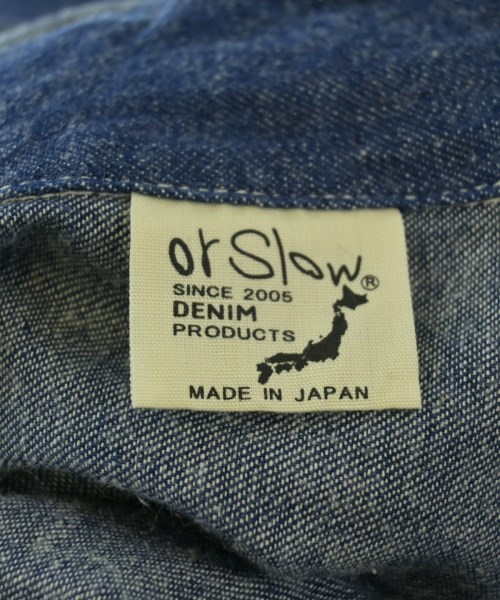 orSlow®
SINCE 2005
DENIM
PRODUCTS
MADE IN JAPAN